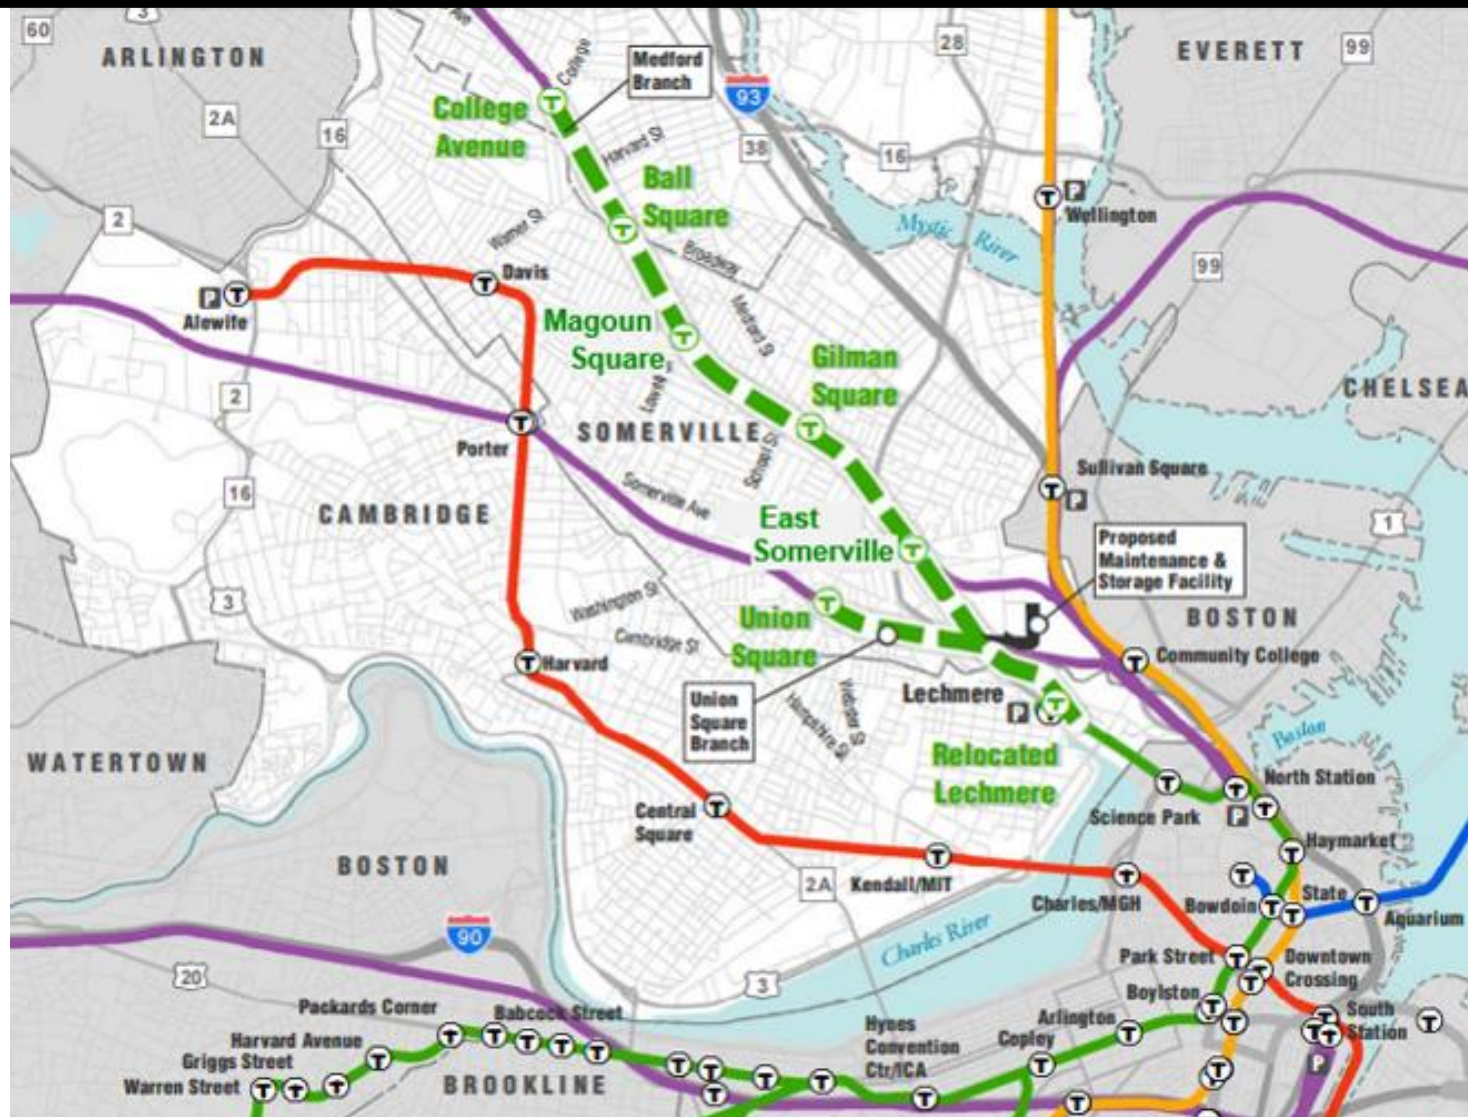 3
60
ARLINGTON
Ave
College
Medford
Branch
28
EVERETT
99
93
2A
16
College
Avenue
Harvard St
38
16
Ball
Square
P
Wellington
2
Warner St
Broadway
Mystic River
99
Davis
P
Alewife
Magoun
Square
Medford St
Gilman
Square
CHELSEA
2
SOMERVILLE
Porter
School St
Sullivan Square
P
16
CAMBRIDGE
Somerville Ave
East
Somerville
Proposed
Maintenance &
Storage Facility
1
3
Washington St
Union
Square
BOSTON
Cambridge St
Harvard
Community College
Lechmere
P
Union
Square
Branch
Webster St
Hampshire St
Boston
WATERTOWN
Relocated
Lechmere
North Station
Science Park
P
Central
Square
Haymarket
BOSTON
2A
Kendall/MIT
Charles/MGH
Bowdoin
State
Aquarium
90
Charles River
Park Street
Downtown
Crossing
20
3
Boylston
South
Station
Packards Corner
Babcock Street
Hynes
Convention
Ctr/ICA
Copley
Arlington
Harvard Avenue
Griggs Street
Warren Street
BROOKLINE
P